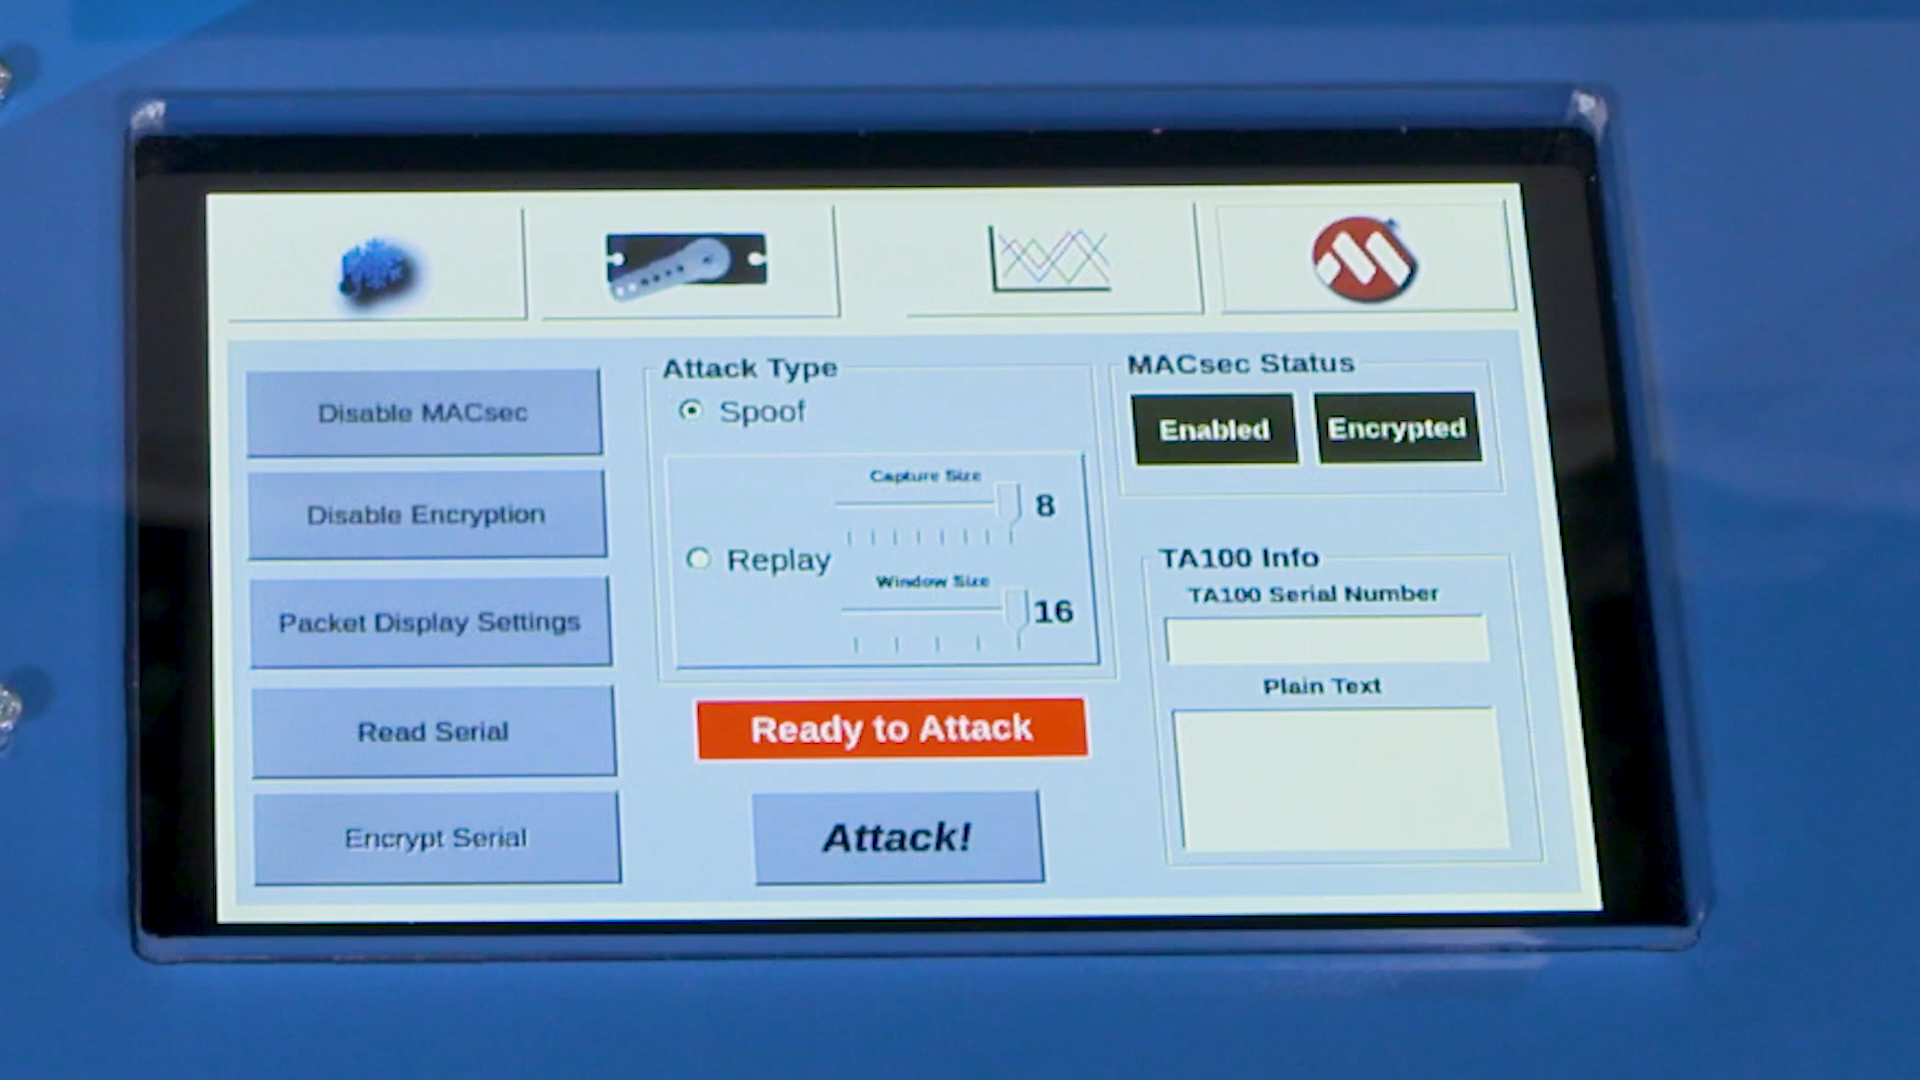 Disable MACsec
Disable Encryption
Packet Display Settings
Read Serial
Encrypt Serial
Attack Type
Spoof
Capture Size
8
Replay
Window Size
16
Ready to Attack
Attack!
MACsec Status
Enabled
Encrypted
TA100 Info
TA100 Serial Number
Plain Text